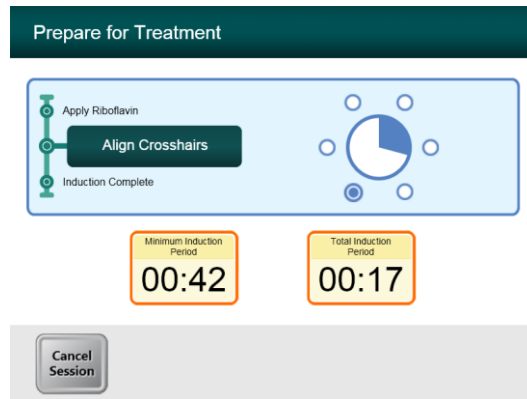 Prepare for Treatment
Apply Riboflavin
Align Crosshairs
Induction Complete
Minimum Induction
Period
00:42
Total Induction
Period
00:17
Cancel
Session